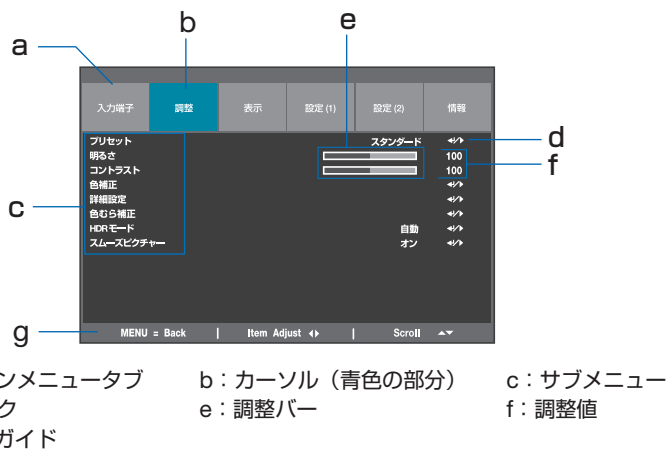 b
e
a
入力端子 調整 表示 設定(1) 設定(2) 情報
プリセット スタンダード
d
明るさ 100
f
コントラスト 100
色補正
詳細設定
c
色むら補正
HDRモード 自動
スムーズピクチャー オン
g
MENU = Back | Item Adjust ◀▶ | Scroll ▲▼
ンメニュータブ b：カーソル（青色の部分） c：サブメニュー
ク e：調整バー f：調整値
ガイド